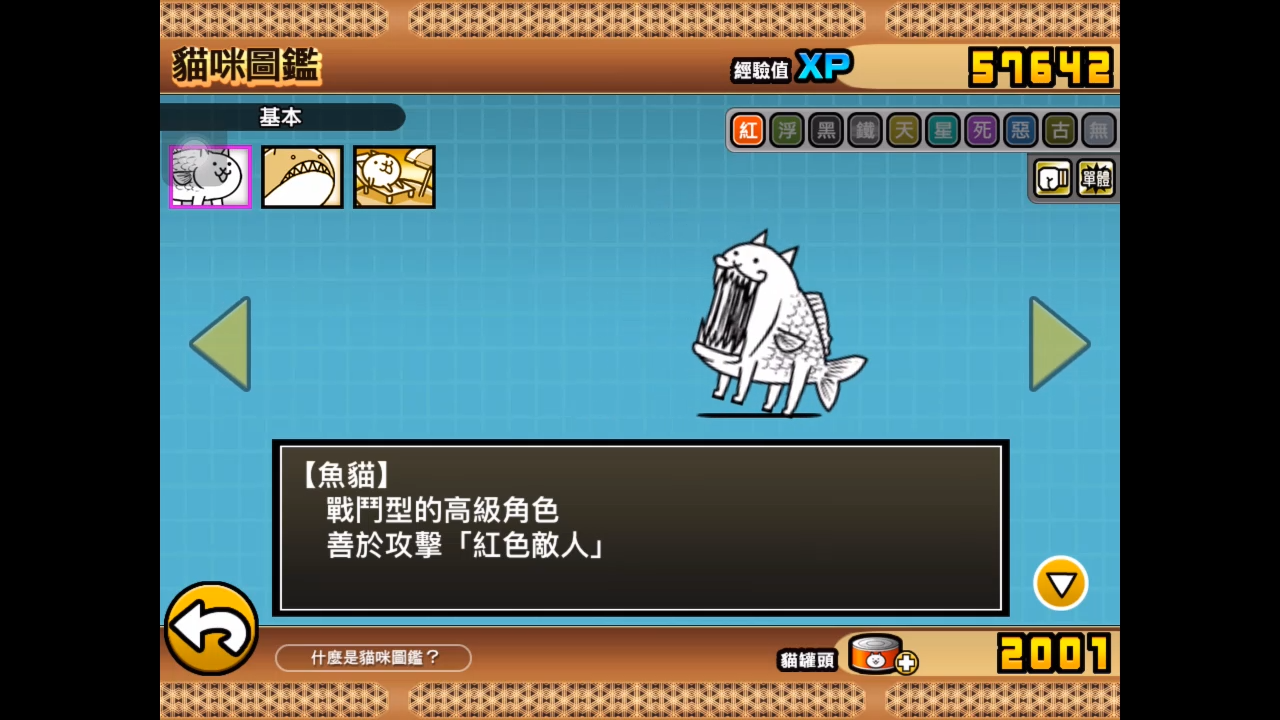 貓咪圖鑑
經驗值 XP 57642
基本
紅 浮 黑 鐵 天 星 死 惡 古 無
單體
【魚貓】
戰鬥型的高級角色
善於攻擊「紅色敵人」
什麼是貓咪圖鑑？
貓罐頭 2001